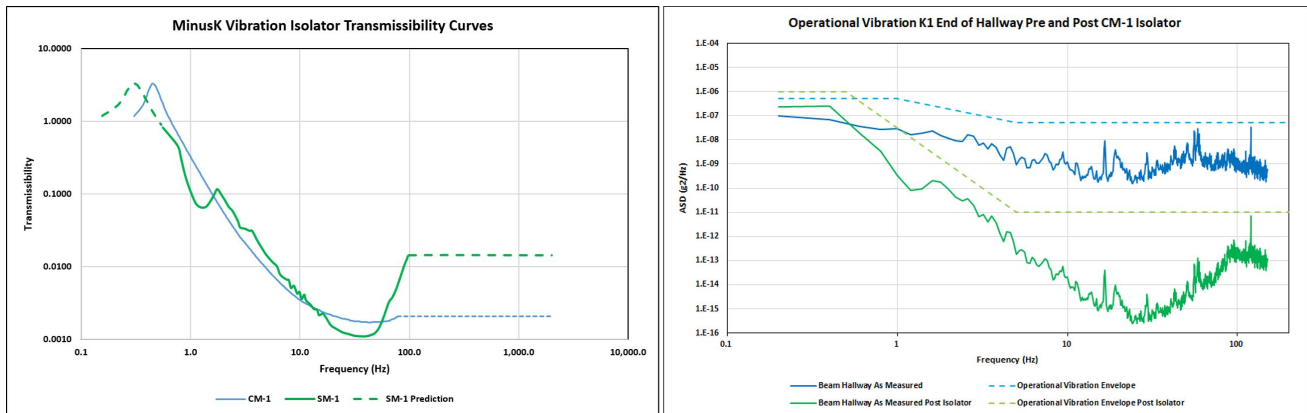 MinusK Vibration Isolator Transmissibility Curves
10.0000
1.0000
0.1000
0.0100
0.0010
Transmissibility
0.1
1.0
10.0
100.0
1,000.0
10,000.0
Frequency (Hz)
CM-1
SM-1
SM-1 Prediction
Operational Vibration K1 End of Hallway Pre and Post CM-1 Isolator
1.E-04
1.E-05
1.E-06
1.E-07
1.E-08
1.E-09
1.E-10
1.E-11
1.E-12
1.E-13
1.E-14
1.E-15
1.E-16
ASD (g2/Hz)
0.1
1
10
100
Frequency (Hz)
Beam Hallway As Measured
Operational Vibration Envelope
Beam Hallway As Measured Post Isolator
Operational Vibration Envelope Post Isolator